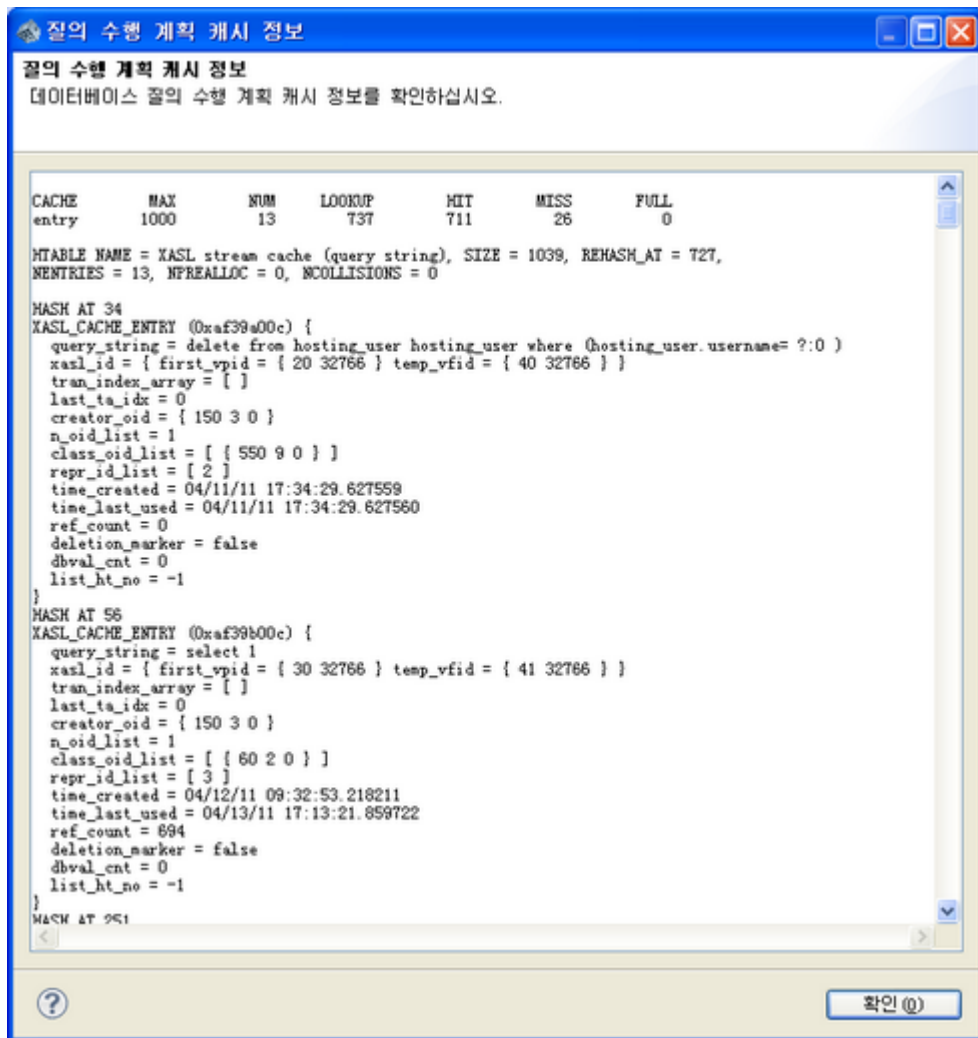 질의 수행 계획 캐시 정보
질의 수행 계획 캐시 정보
데이터베이스 질의 수행 계획 캐시 정보를 확인하십시오.
CACHE MAX NUM LOOKUP HIT MISS FULL
entry 1000 13 737 711 26 0
HTABLE NAME = XASL stream cache (query string), SIZE = 1039, REHASH_AT = 727,
NENTRIES = 13, NPREALLOC = 0, NCOLLISIONS = 0
HASH AT 34
XASL_CACHE_ENTRY (0xaf39a00c) {
query_string = delete from hosting_user hosting_user where (hosting_user.username= ?:0 )
xasl_id = { first_vpid = { 20 32766 } temp_vfid = { 40 32766 } }
tran_index_array = [ ]
last_ta_idx = 0
creator_oid = { 150 3 0 }
n_oid_list = 1
class_oid_list = [ { 550 9 0 } ]
repr_id_list = [ 2 ]
time_created = 04/11/11 17:34:29.627559
time_last_used = 04/11/11 17:34:29.627560
ref_count = 0
deletion_marker = false
dbval_cnt = 0
list_ht_no = -1
}
HASH AT 56
XASL_CACHE_ENTRY (0xaf39b00c) {
query_string = select 1
xasl_id = { first_vpid = { 30 32766 } temp_vfid = { 41 32766 } }
tran_index_array = [ ]
last_ta_idx = 0
creator_oid = { 150 3 0 }
n_oid_list = 1
class_oid_list = [ { 60 2 0 } ]
repr_id_list = [ 3 ]
time_created = 04/12/11 09:32:53.218211
time_last_used = 04/13/11 17:13:21.859722
ref_count = 694
deletion_marker = false
dbval_cnt = 0
list_ht_no = -1
}
HASH AT 251
확인(O)